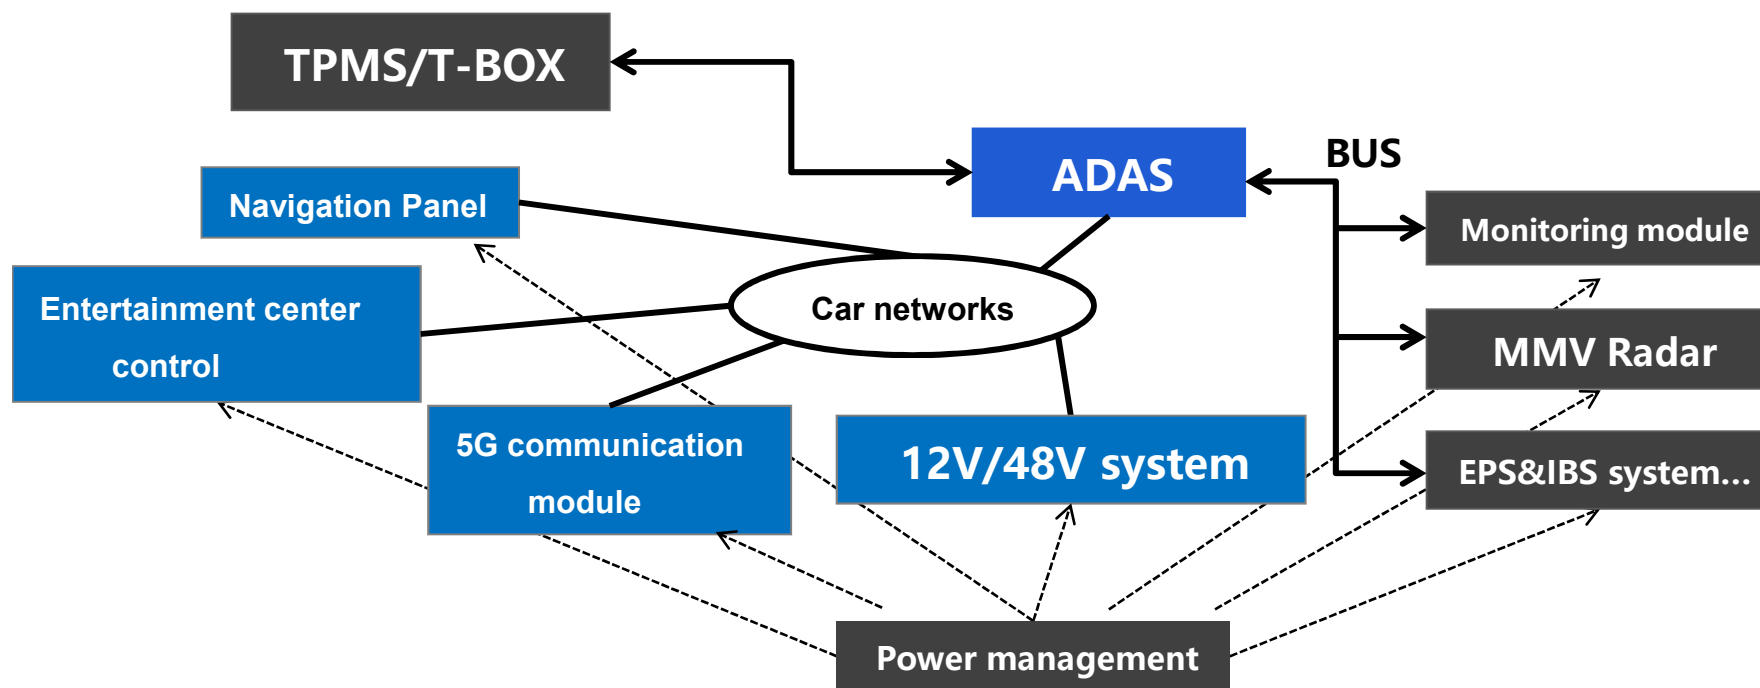 TPMS/T-BOX
BUS
ADAS
Navigation Panel
Monitoring module
Entertainment center
control
Car networks
MMV Radar
5G communication
module
12V/48V system
EPS&IBS system...
Power management